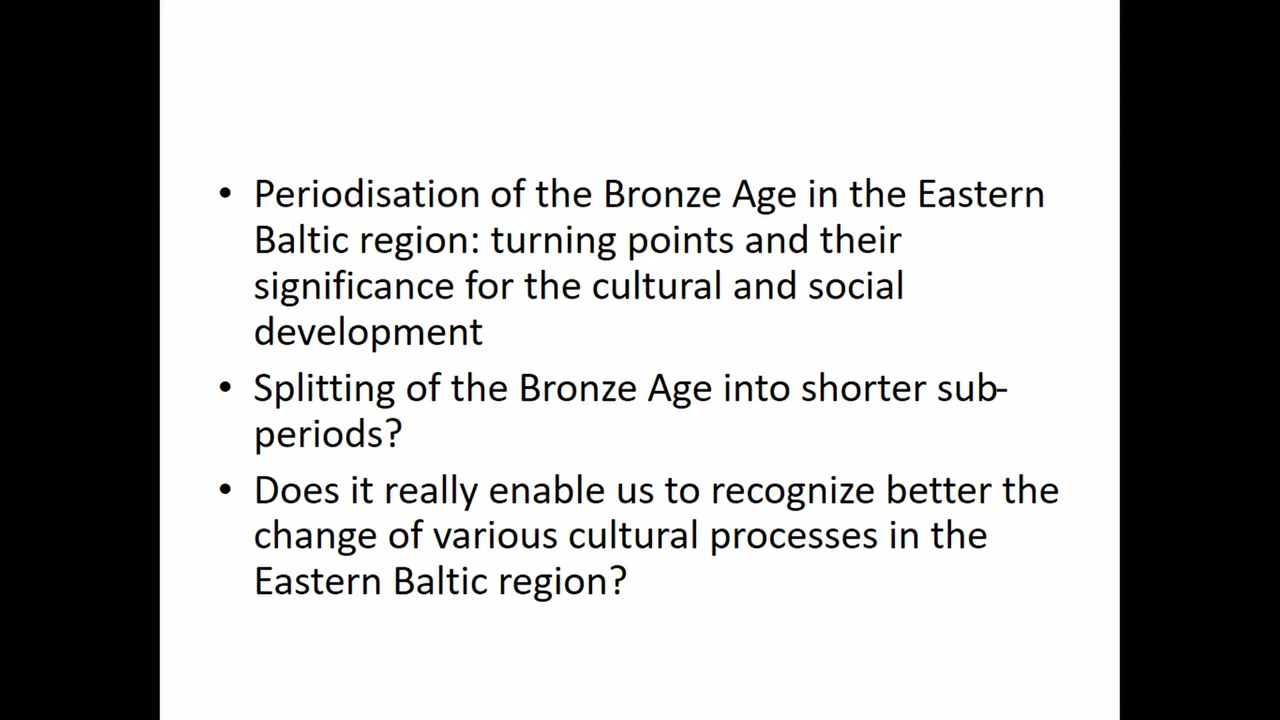 • Periodisation of the Bronze Age in the Eastern
Baltic region: turning points and their
significance for the cultural and social
development
• Splitting of the Bronze Age into shorter sub-
periods?
• Does it really enable us to recognize better the
change of various cultural processes in the
Eastern Baltic region?